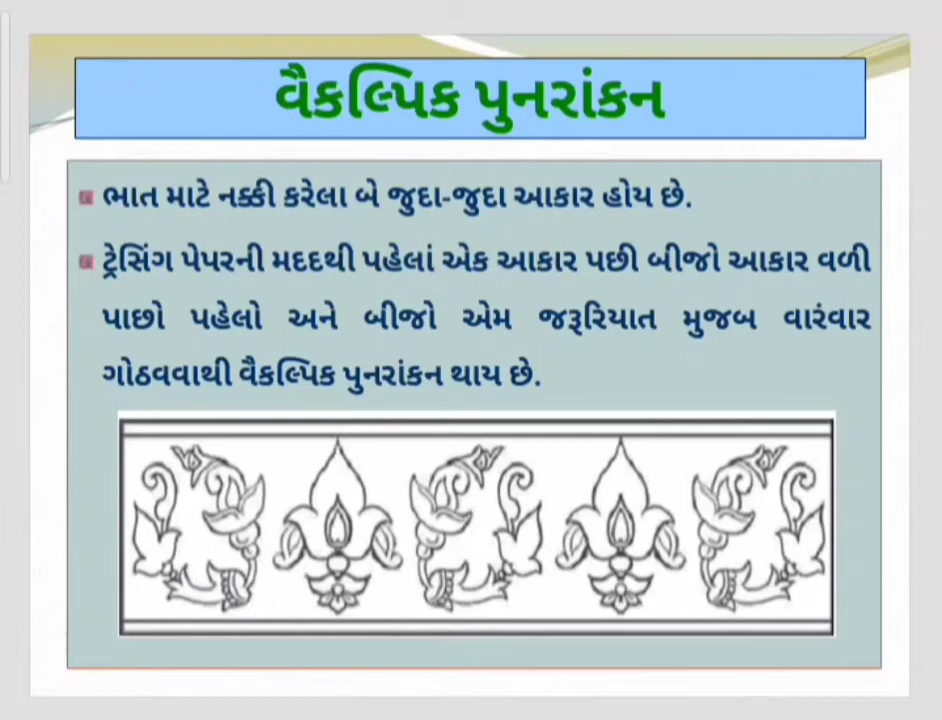 વૈકલ્પિક પુનરાંકન
ભાત માટે નક્કી કરેલા બે જુદા-જુદા આકાર હોય છે.
ટ્રેસિંગ પેપરની મદદથી પહેલાં એક આકાર પછી બીજો આકાર વળી
પાછો પહેલો અને બીજો એમ જરૂરિયાત મુજબ વારંવાર
ગોઠવવાથી વૈકલ્પિક પુનરાંકન થાય છે.